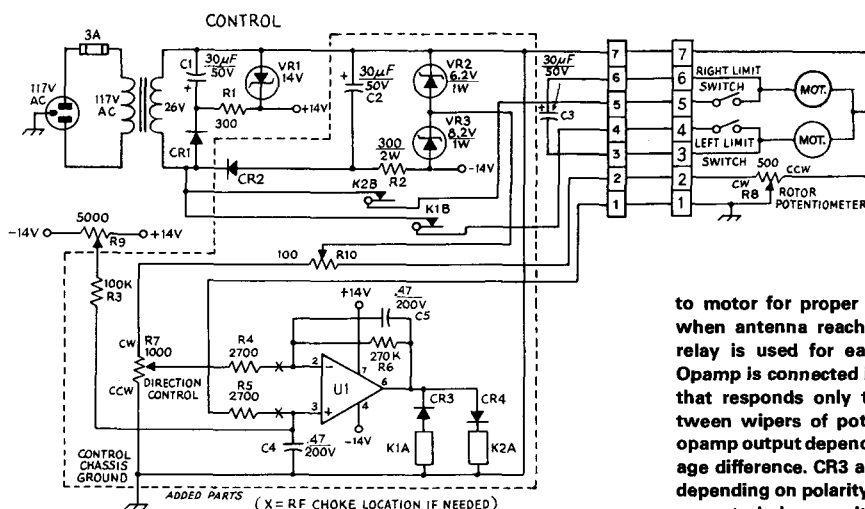 CONTROL
3A
117V
AC
117V
AC
26V
30µF
50V
C1
R1
300
CR1
VR1
14V
+14V
30µF
50V
C2
VR2
6.2V
1W
VR3
8.2V
1W
300
2W
R2
-14V
CR2
K2B
K1B
30µF
50V
C3
7
6
5
4
3
2
1
7
6
5
4
3
2
1
RIGHT LIMIT
SWITCH
LEFT LIMIT
SWITCH
MOT.
MOT.
500
CCW
CW
R8
ROTOR
POTENTIOMETER
5000
-14V
+14V
R9
100K
R3
100
R10
CW
R7
1000
CCW
DIRECTION
CONTROL
R4
2700
X
R5
2700
X
+14V
.47
200V
C5
270K
R6
2
3
U1
7
6
4
-14V
C4
.47
200V
CR3
CR4
K1A
K2A
CONTROL
CHASSIS
GROUND
ADDED PARTS
(X = RF CHOKE LOCATION IF NEEDED)
to motor for proper
when antenna reach
relay is used for ea
Opamp is connected
that responds only t
tween wipers of pot
opamp output depend
age difference. CR3 a
depending on polarity